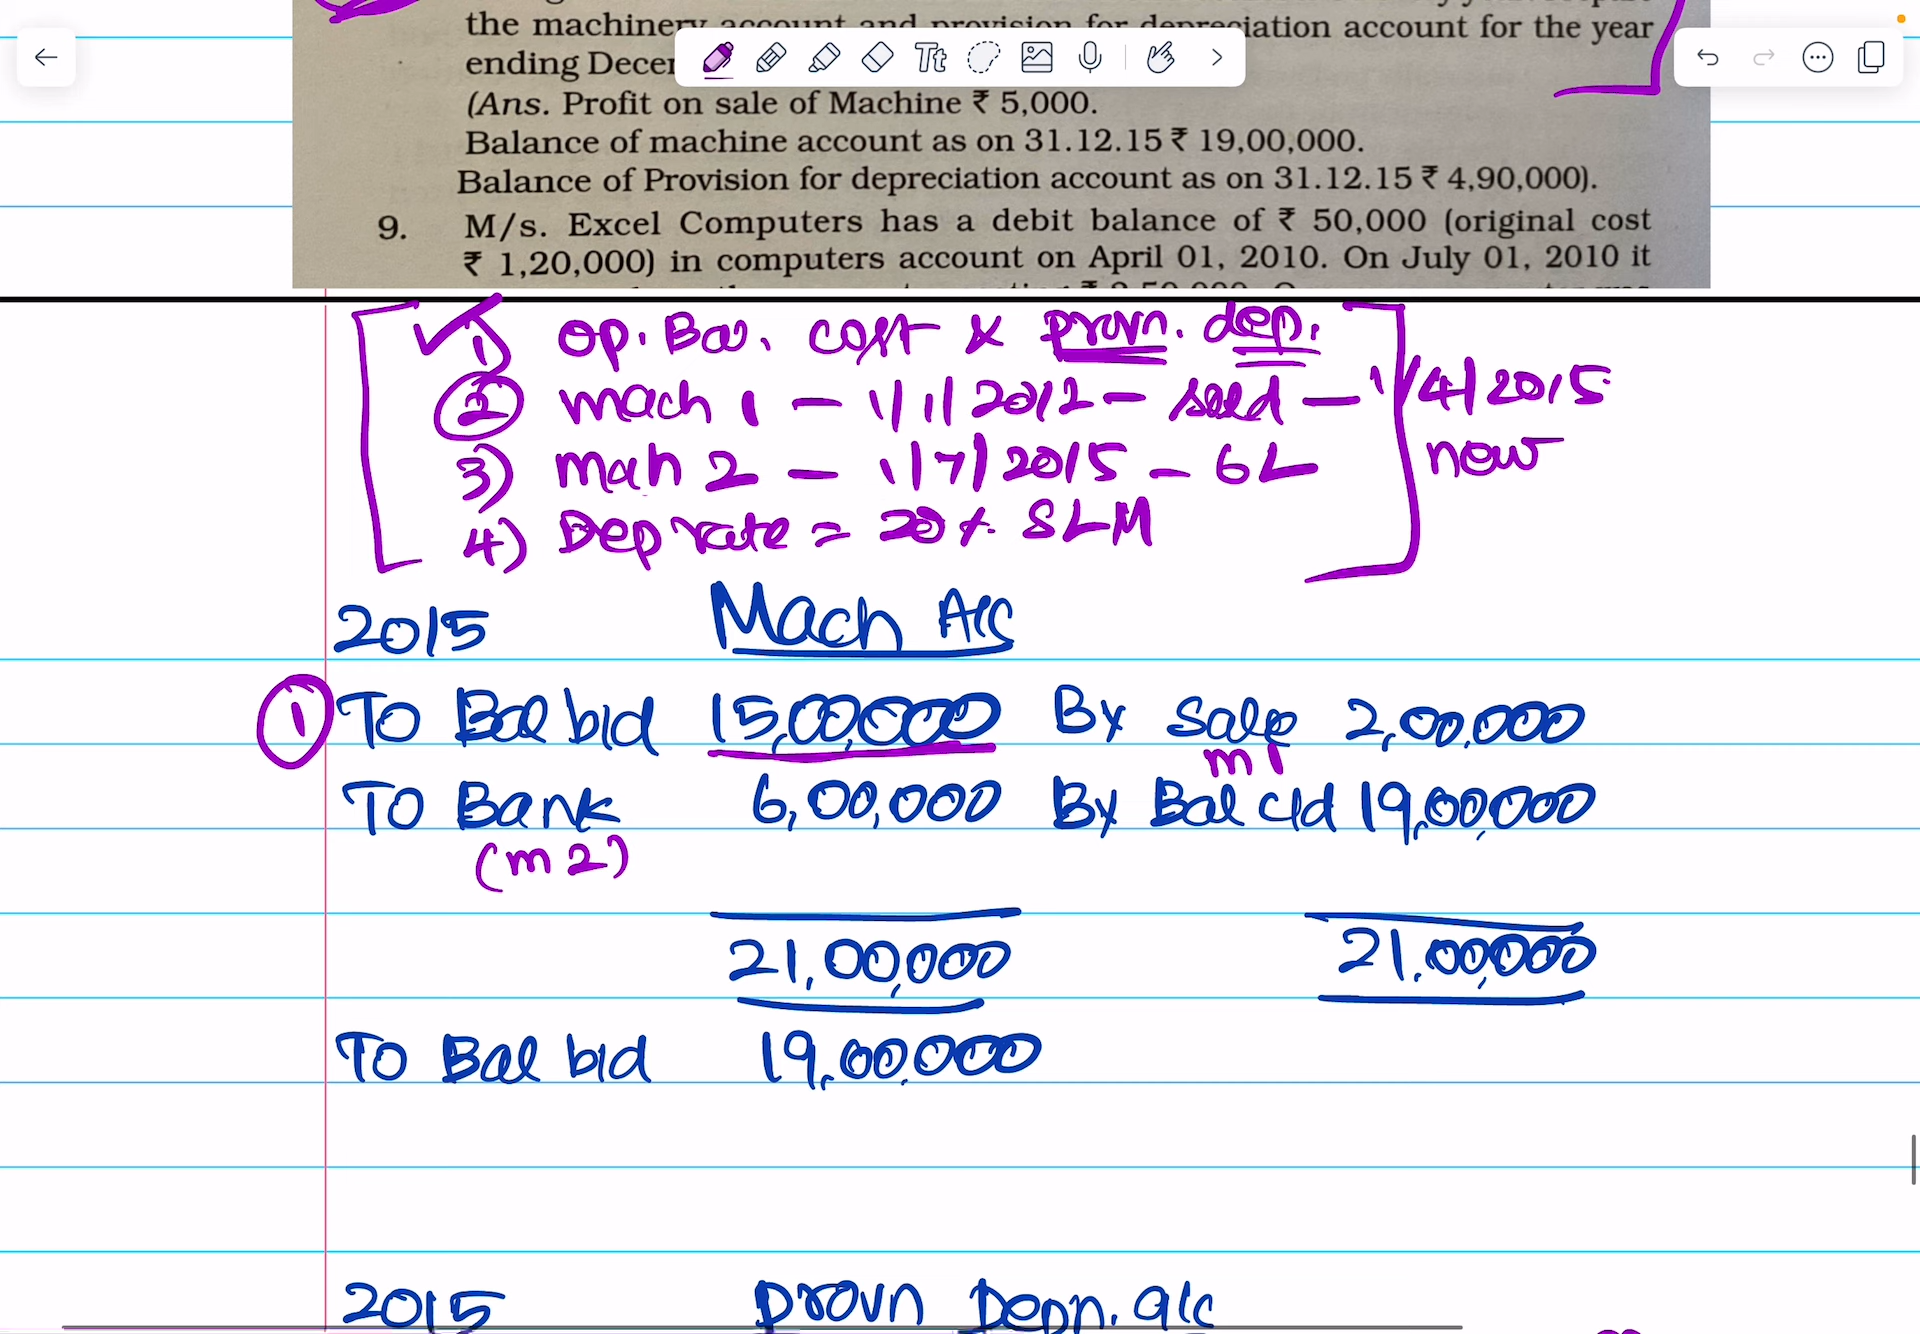 the machinery account and provision for depreciation account for the year
ending Decem
(Ans. Profit on sale of Machine ₹ 5,000.
Balance of machine account as on 31.12.15 ₹ 19,00,000.
Balance of Provision for depreciation account as on 31.12.15 ₹ 4,90,000).
9. M/s. Excel Computers has a debit balance of ₹ 50,000 (original cost
₹ 1,20,000) in computers account on April 01, 2010. On July 01, 2010 it
Tt
1) Op. Bal. cost & provn. dep.
2) mach 1 - 1/1/2012 - sold - 1/4/2015
3) mach 2 - 1/7/2015 - 6L new
4) Dep rate = 20% SLM
2015 Mach A/c
1 To Bal b/d 15,00,000 By Sale 2,00,000
m1
To Bank 6,00,000 By Bal c/d 19,00,000
(m 2)
21,00,000 21,00,000
To Bal b/d 19,00,000
2015 Provn Depn. a/c